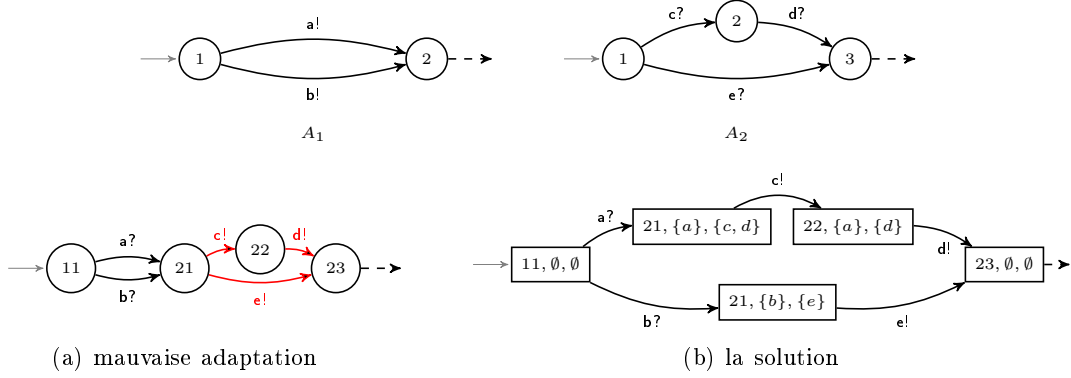 a!
1
2
b!
A₁
c?
2
d?
1
3
e?
A₂
a?
c!
22
d!
11
21
23
b?
e!
(a) mauvaise adaptation
c!
a?
21, {a}, {c, d}
22, {a}, {d}
d!
11, ∅, ∅
23, ∅, ∅
21, {b}, {e}
b?
e!
(b) la solution